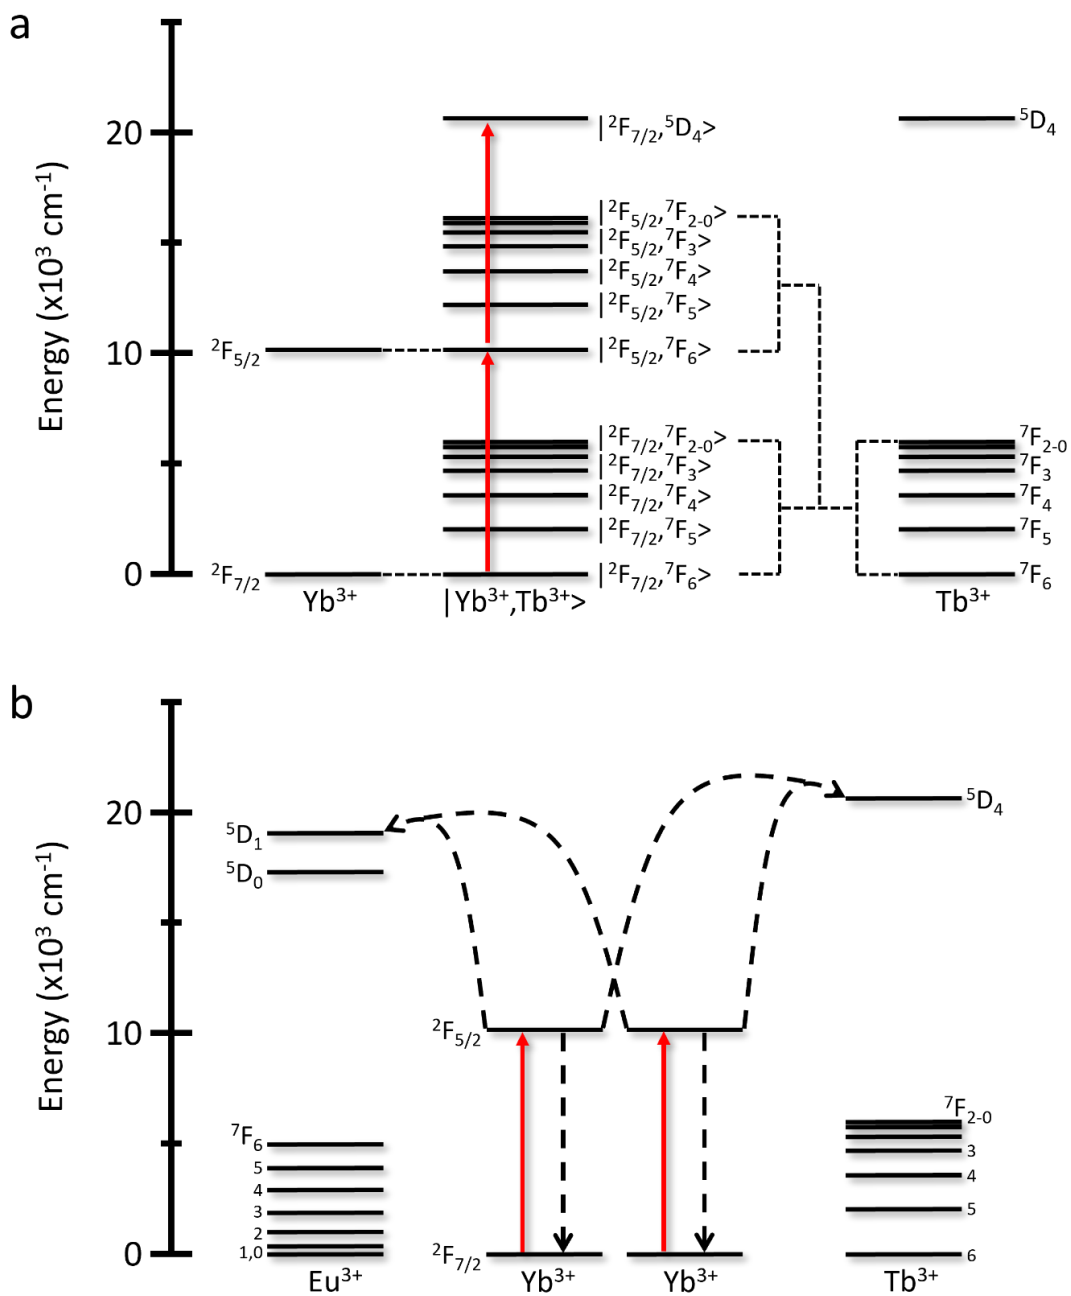 a
Energy (x10³ cm⁻¹)
20
10
0
|²F₇/₂,⁵D₄>
|²F₅/₂,⁷F₂₋₀>
|²F₅/₂,⁷F₃>
|²F₅/₂,⁷F₄>
|²F₅/₂,⁷F₅>
|²F₅/₂,⁷F₆>
|²F₇/₂,⁷F₂₋₀>
|²F₇/₂,⁷F₃>
|²F₇/₂,⁷F₄>
|²F₇/₂,⁷F₅>
|²F₇/₂,⁷F₆>
²F₅/₂
²F₇/₂
⁵D₄
⁷F₂₋₀
⁷F₃
⁷F₄
⁷F₅
⁷F₆
Yb³⁺
|Yb³⁺,Tb³⁺>
Tb³⁺
b
Energy (x10³ cm⁻¹)
20
10
0
⁵D₁
⁵D₀
⁷F₆
5
4
3
2
1,0
²F₅/₂
²F₇/₂
⁵D₄
⁷F₂₋₀
3
4
5
6
Eu³⁺
Yb³⁺
Yb³⁺
Tb³⁺